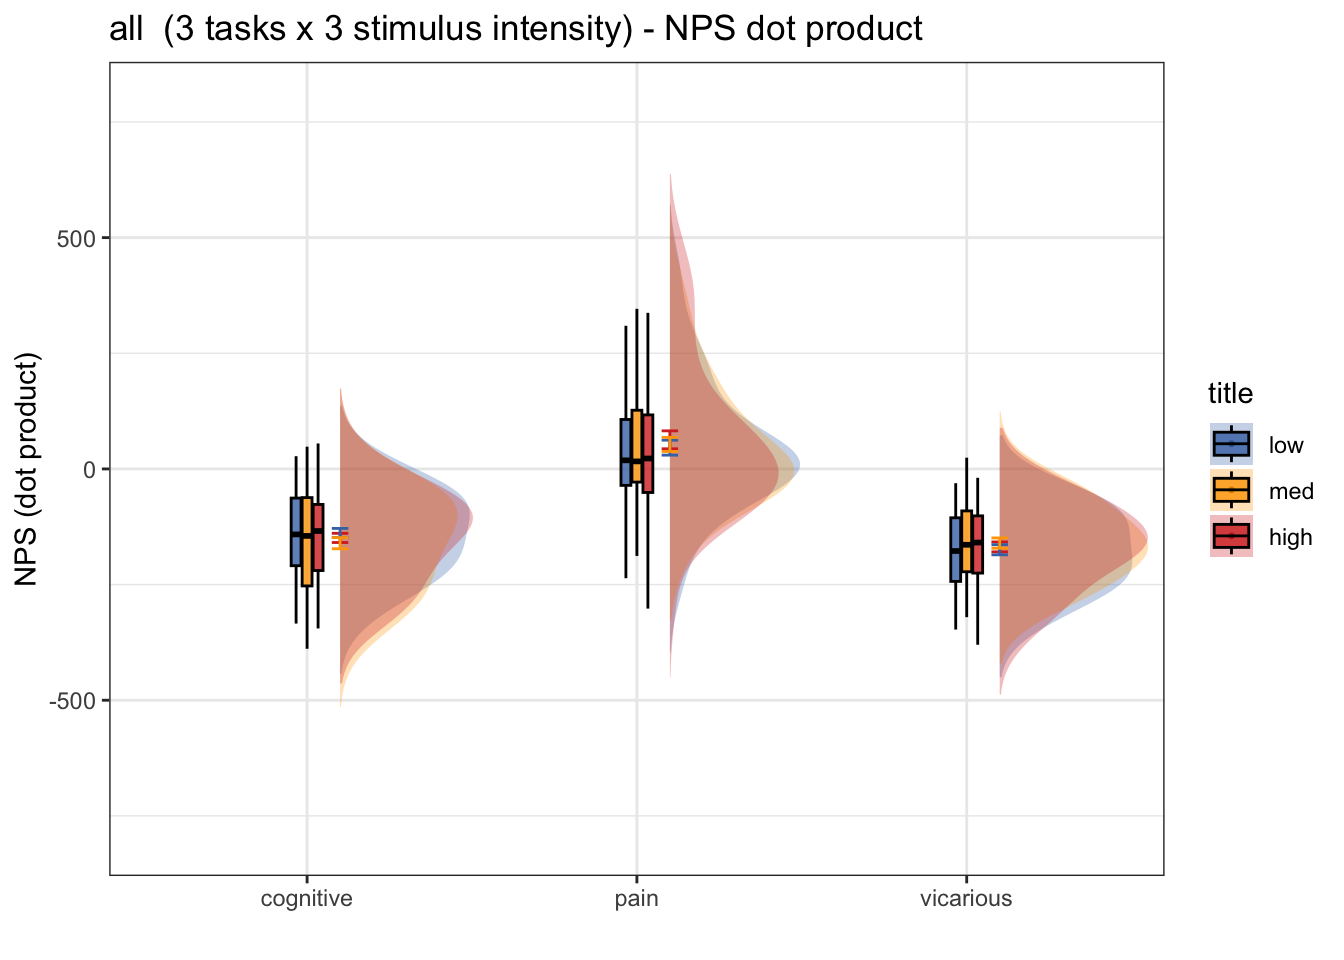 all  (3 tasks x 3 stimulus intensity) - NPS dot product
NPS (dot product)
500
0
-500
cognitive
pain
vicarious
title
low
med
high